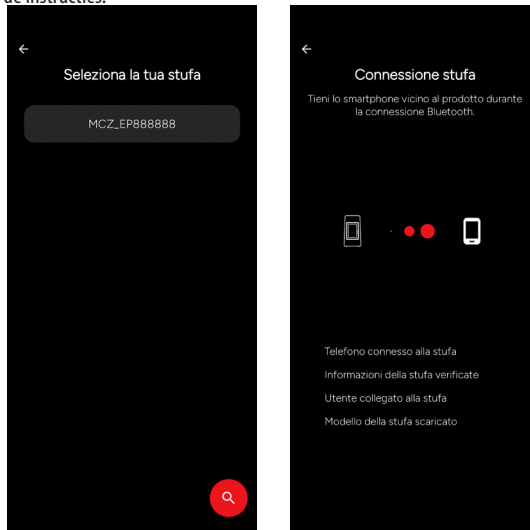 de instructies.
Seleziona la tua stufa
MCZ_EP888888
Connessione stufa
Tieni lo smartphone vicino al prodotto durante
la connessione Bluetooth.
Telefono connesso alla stufa
Informazioni della stufa verificate
Utente collegato alla stufa
Modello della stufa scaricato